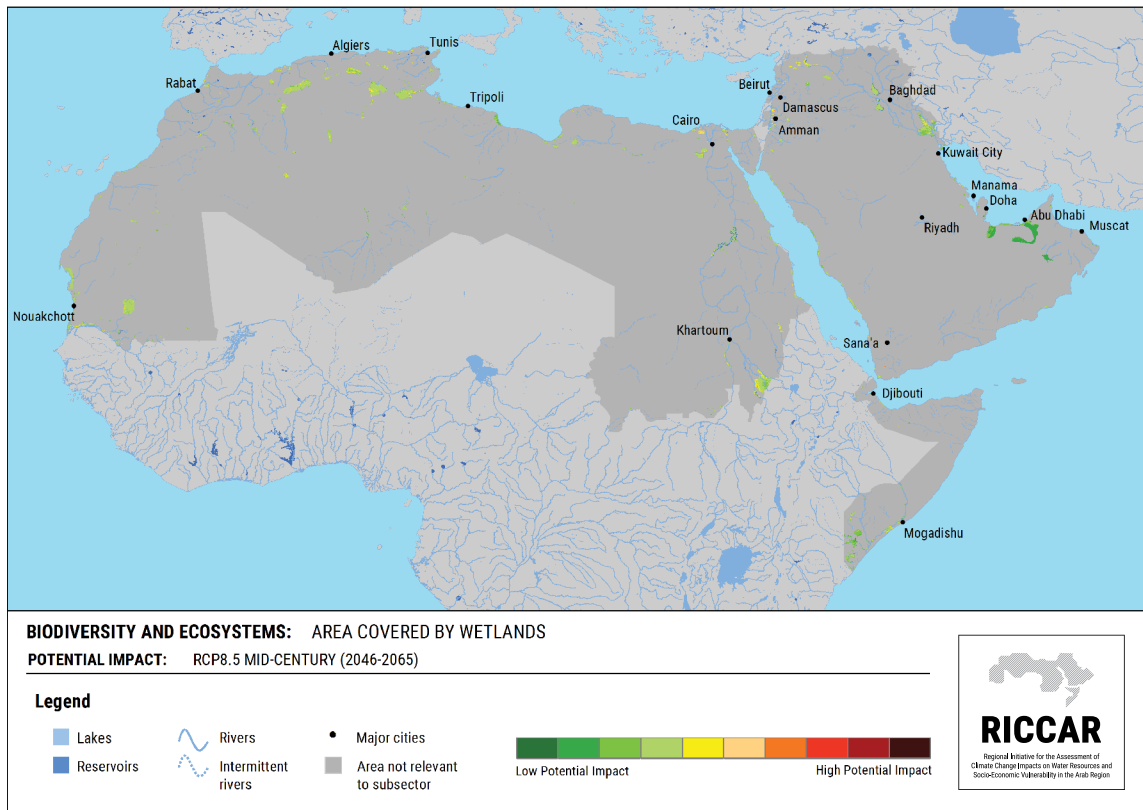 Algiers
Tunis
Rabat
Tripoli
Beirut
Damascus
Baghdad
Cairo
Amman
Kuwait City
Manama
Doha
Abu Dhabi
Riyadh
Muscat
Nouakchott
Khartoum
Sana'a
Djibouti
Mogadishu
BIODIVERSITY AND ECOSYSTEMS: AREA COVERED BY WETLANDS
POTENTIAL IMPACT: RCP8.5 MID-CENTURY (2046-2065)
Legend
Lakes
Reservoirs
Rivers
Intermittent
rivers
Major cities
Area not relevant
to subsector
Low Potential Impact
High Potential Impact
RICCAR
Regional Initiative for the Assessment of
Climate Change Impacts on Water Resources and
Socio-Economic Vulnerability in the Arab Region